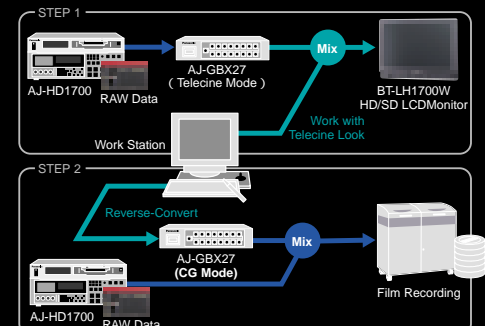 STEP 1
Mix
AJ-GBX27
( Telecine Mode )
AJ-HD1700
RAW Data
BT-LH1700W
HD/SD LCDMonitor
Work with
Telecine Look
Work Station
STEP 2
Reverse-Convert
Mix
AJ-GBX27
(CG Mode)
Film Recording
AJ-HD1700
RAW Data